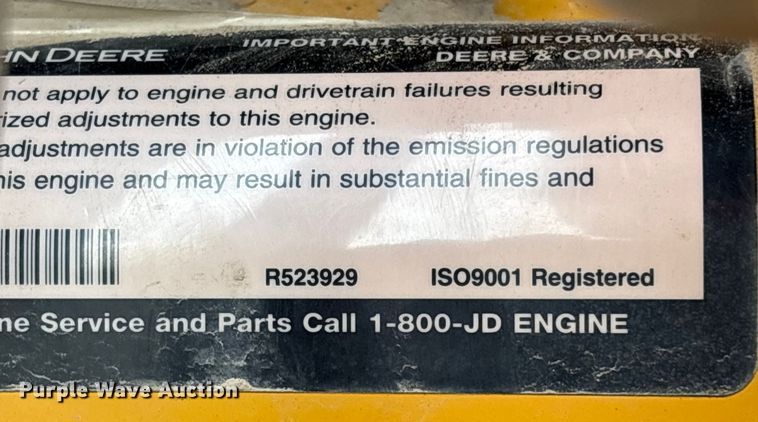 HN DEERE
IMPORTANT ENGINE INFORMATION
DEERE & COMPANY
not apply to engine and drivetrain failures resulting
rized adjustments to this engine.
adjustments are in violation of the emission regulations
his engine and may result in substantial fines and
R523929 ISO9001 Registered
ne Service and Parts Call 1-800-JD ENGINE
Purple Wave Auction